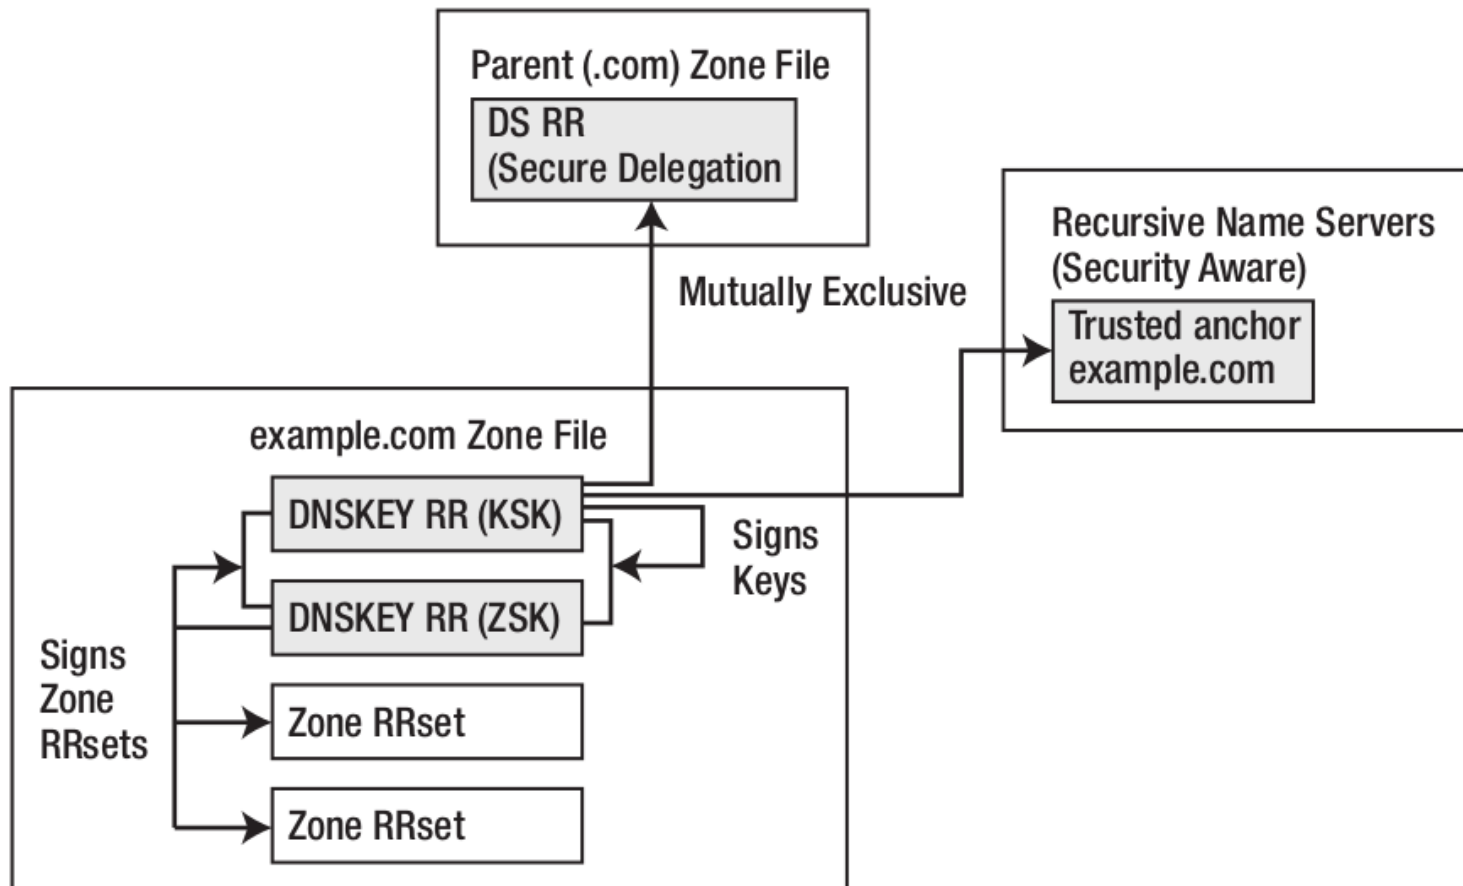 Parent (.com) Zone File
DS RR
(Secure Delegation
Mutually Exclusive
Recursive Name Servers
(Security Aware)
Trusted anchor
example.com
example.com Zone File
DNSKEY RR (KSK)
DNSKEY RR (ZSK)
Signs
Keys
Signs
Zone
RRsets
Zone RRset
Zone RRset